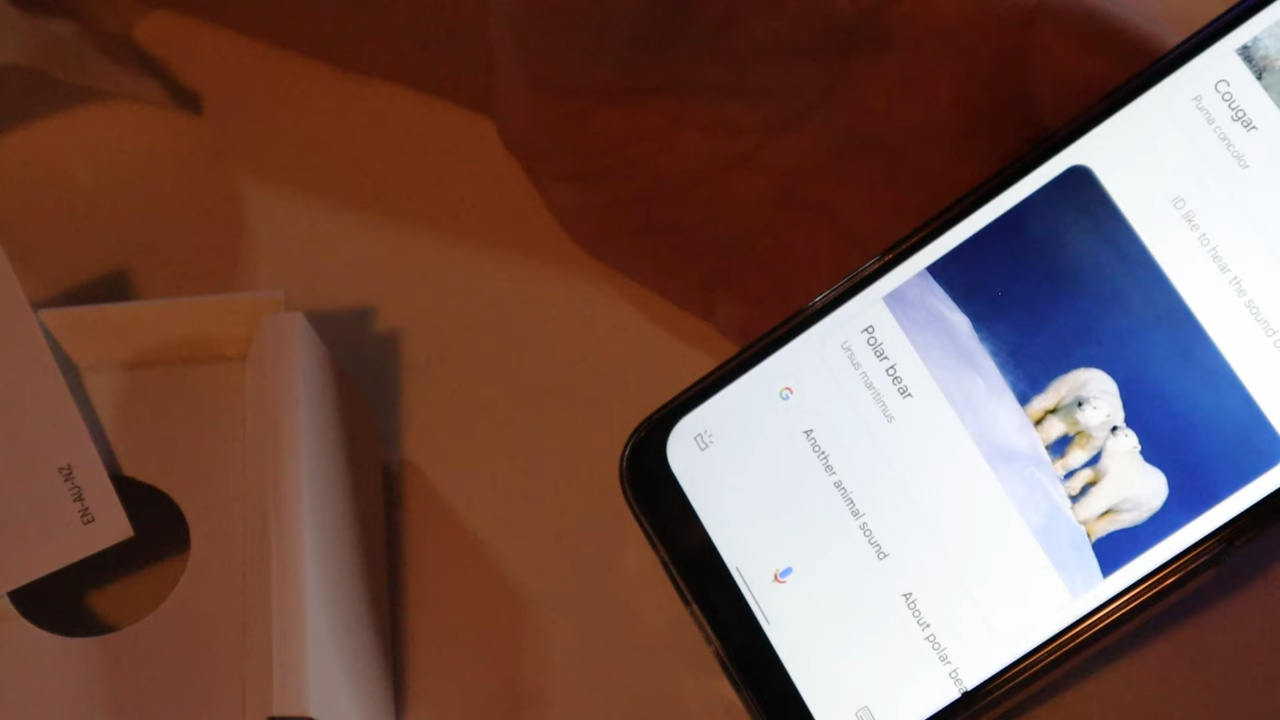 Cougar
Puma concolor
ID like to hear the sound
Polar bear
Ursus maritimus
Another animal sound
About polar
EN-AU-NZ